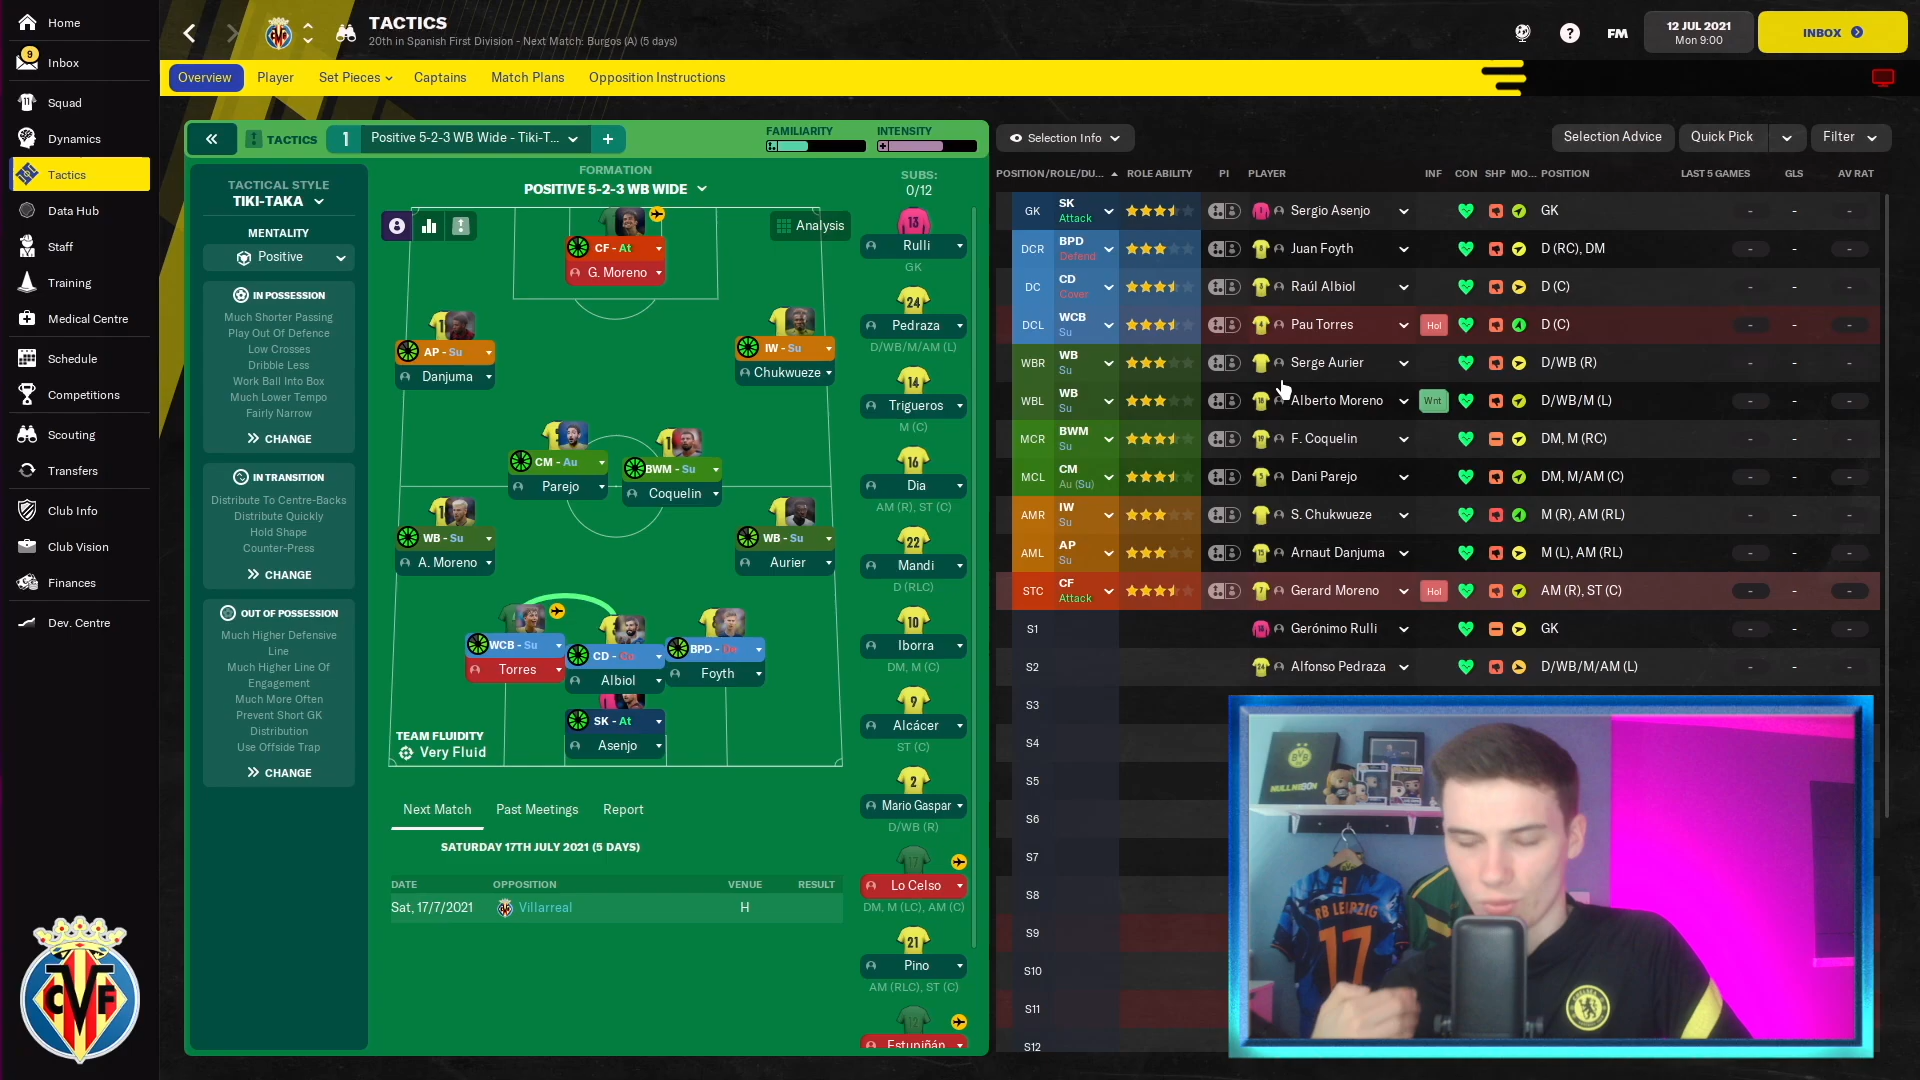 Home
9
Inbox
Squad
Dynamics
Tactics
Data Hub
Staff
Training
Medical Centre
Schedule
Competitions
Scouting
Transfers
Club Info
Club Vision
Finances
Dev. Centre
TACTICS
20th in Spanish First Division - Next Match: Burgos (A) (5 days)
FM
12 JUL 2021
Mon 9:00
INBOX
Overview
Player
Set Pieces
Captains
Match Plans
Opposition Instructions
TACTICS
1
Positive 5-2-3 WB Wide - Tiki-T...
FAMILIARITY
INTENSITY
TACTICAL STYLE
TIKI-TAKA
MENTALITY
Positive
IN POSSESSION
Much Shorter Passing
Play Out Of Defence
Low Crosses
Dribble Less
Work Ball Into Box
Much Lower Tempo
Fairly Narrow
CHANGE
IN TRANSITION
Distribute To Centre-Backs
Distribute Quickly
Hold Shape
Counter-Press
CHANGE
OUT OF POSSESSION
Much Higher Defensive
Line
Much Higher Line Of
Engagement
Much More Often
Prevent Short GK
Distribution
Use Offside Trap
CHANGE
FORMATION
POSITIVE 5-2-3 WB WIDE
Analysis
CF - At
G. Moreno
AP - Su
Danjuma
IW - Su
Chukwueze
CM - Au
Parejo
BWM - Su
Coquelin
WB - Su
A. Moreno
WB - Su
Aurier
WCB - Su
Torres
CD - Co
Albiol
BPD - De
Foyth
SK - At
Asenjo
TEAM FLUIDITY
Very Fluid
SUBS:
0/12
13
Rulli
GK
24
Pedraza
D/WB/M/AM (L)
14
Trigueros
M (C)
16
Dia
AM (R), ST (C)
22
Mandi
D (RLC)
10
Iborra
DM, M (C)
9
Alcácer
ST (C)
2
Mario Gaspar
D/WB (R)
17
Lo Celso
DM, M (LC), AM (C)
21
Pino
AM (RLC), ST (C)
12
Estupiñán
Next Match
Past Meetings
Report
SATURDAY 17TH JULY 2021 (5 DAYS)
DATE OPPOSITION VENUE RESULT
Sat, 17/7/2021 Villarreal H
Selection Info
Selection Advice
Quick Pick
Filter
POSITION/ROLE/DU... ROLE ABILITY PI PLAYER INF CON SHP MO... POSITION LAST 5 GAMES GLS AV RAT
GK SK Attack Sergio Asenjo GK - - -
DCR BPD Defend Juan Foyth D (RC), DM - - -
DC CD Cover Raúl Albiol D (C) - - -
DCL WCB Su Pau Torres Hol D (C) - - -
WBR WB Su Serge Aurier D/WB (R) - - -
WBL WB Su Alberto Moreno Wnt D/WB/M (L) - - -
MCR BWM Su F. Coquelin DM, M (RC) - - -
MCL CM Au (Su) Dani Parejo DM, M/AM (C) - - -
AMR IW Su S. Chukwueze M (R), AM (RL) - - -
AML AP Su Arnaut Danjuma M (L), AM (RL) - - -
STC CF Attack Gerard Moreno Hol AM (R), ST (C) - - -
S1 Gerónimo Rulli GK - - -
S2 Alfonso Pedraza D/WB/M/AM (L) - - -
S3
S4
S5
S6
S7
S8
S9
S10
S11
S12
BVB
RB LEIPZIG
17
CVF